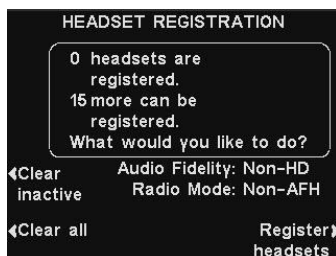 HEADSET REGISTRATION
0 headsets are
registered.
15 more can be
registered.
What would you like to do?
◀Clear
inactive
Audio Fidelity: Non-HD
Radio Mode: Non-AFH
◀Clear all
Register▶
headsets